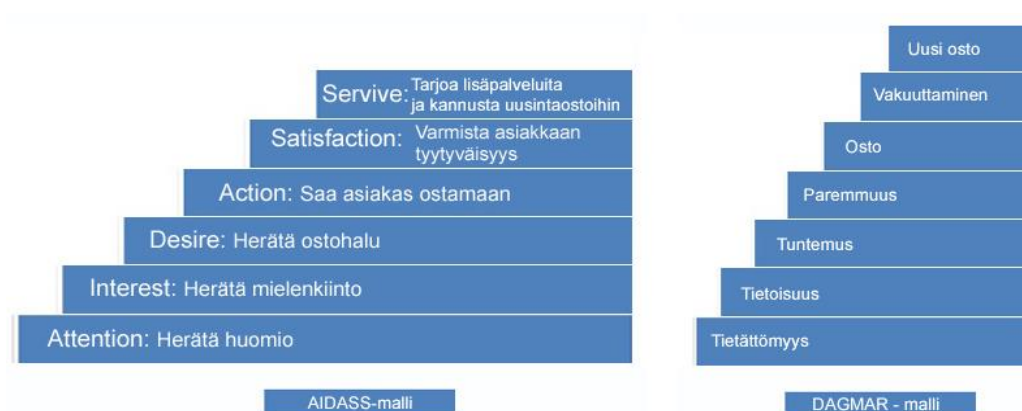 Servive: Tarjoa lisäpalveluita
ja kannusta uusintaostoihin
Satisfaction: Varmista asiakkaan
tyytyväisyys
Action: Saa asiakas ostamaan
Desire: Herätä ostohalu
Interest: Herätä mielenkiinto
Attention: Herätä huomio
AIDASS-malli
Uusi osto
Vakuuttaminen
Osto
Paremmuus
Tuntemus
Tietoisuus
Tietättömyys
DAGMAR - malli